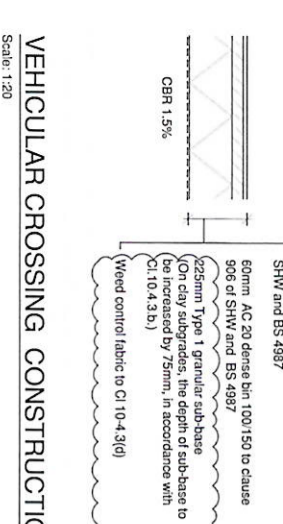 SHW and BS 4987
60mm AC 20 dense bin 100/150 to clause
906 of SHW and BS 4987
225mm Type 1 granular sub-base
(On clay subgrades, the depth of sub-base to
be increased by 75mm, in accordance with
Cl.10.4.3.b.)
Weed control fabric to Cl 10-4.3(d)
CBR 1.5%
VEHICULAR CROSSING CONSTRUCTIO
Scale: 1:20